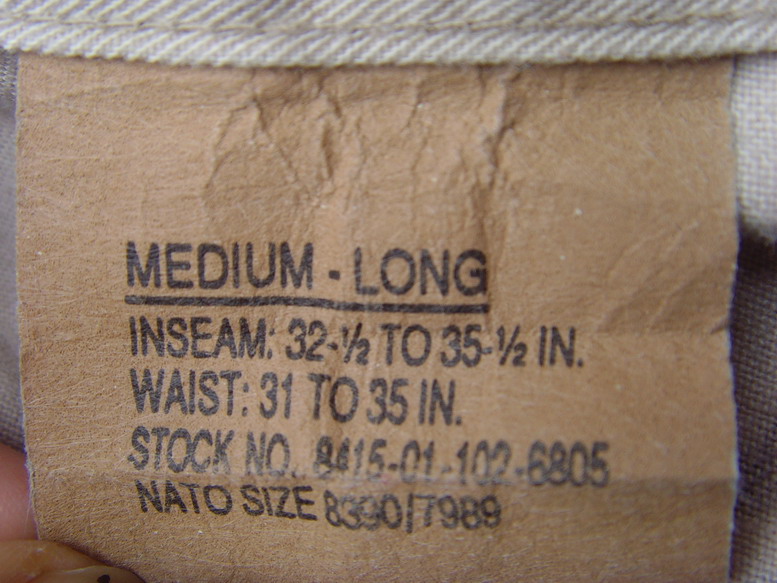 MEDIUM - LONG
INSEAM: 32-½ TO 35-½ IN.
WAIST: 31 TO 35 IN.
STOCK NO. 8415-01-102-6805
NATO SIZE 8390/7989